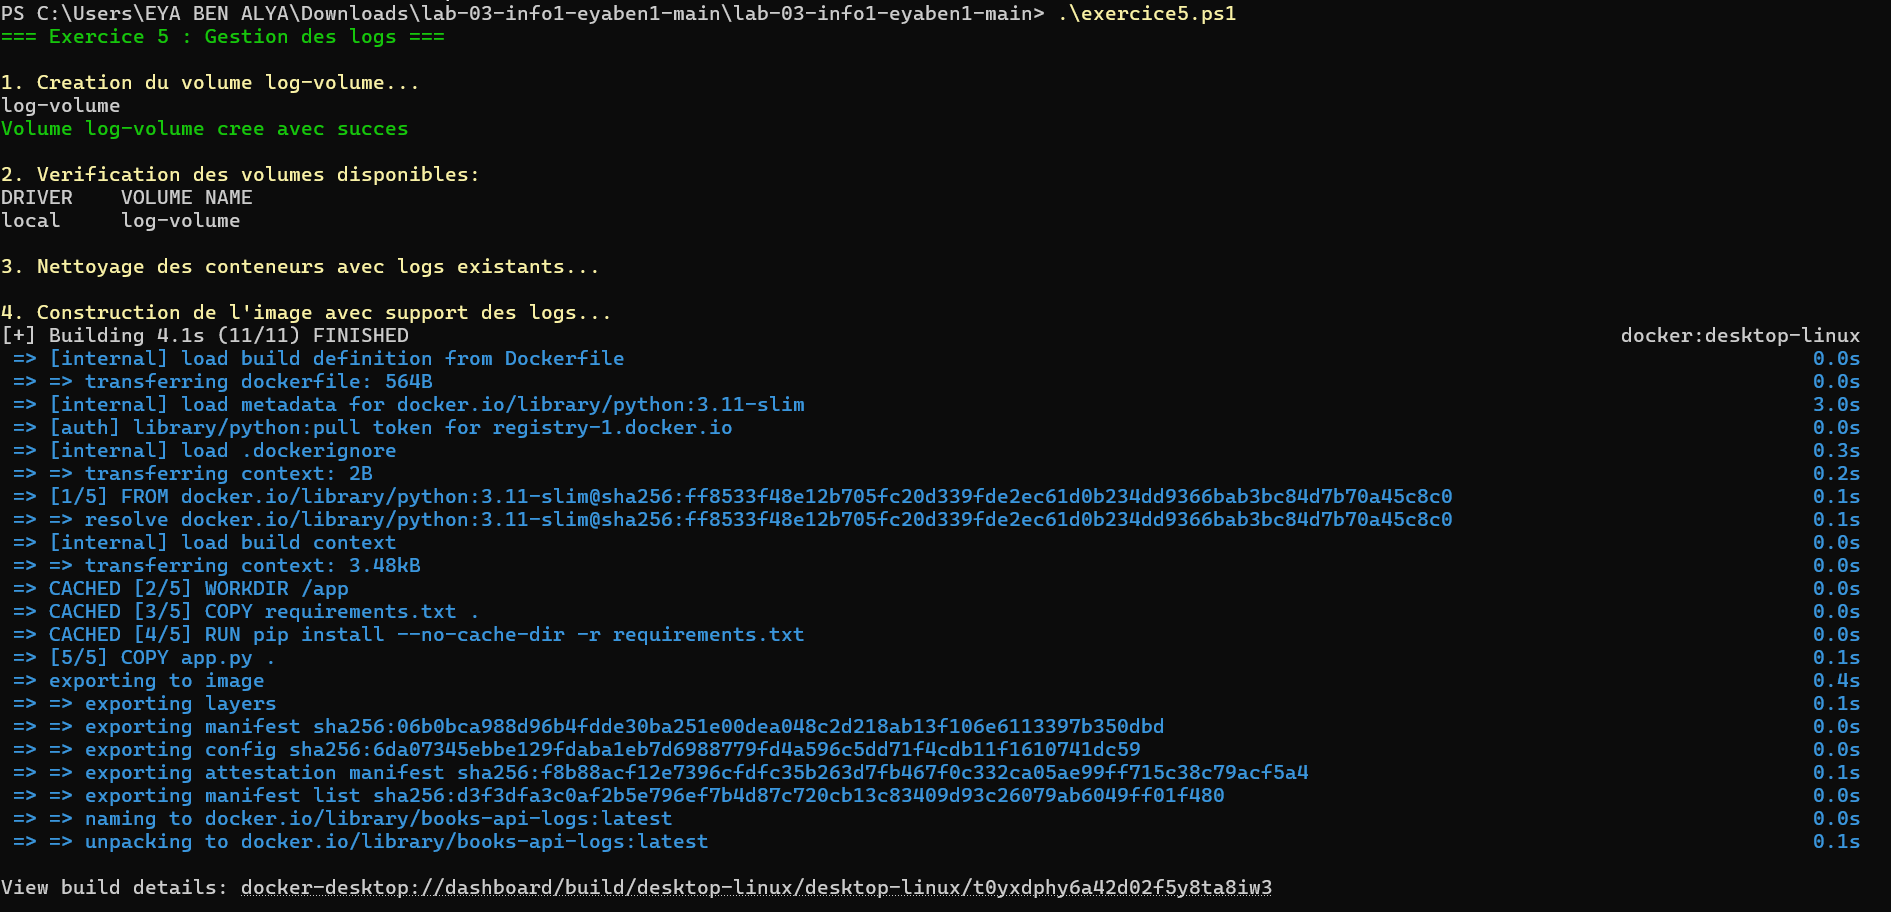 PS C:\Users\EYA BEN ALYA\Downloads\lab-03-info1-eyaben1-main\lab-03-info1-eyaben1-main> .\exercice5.ps1
=== Exercice 5 : Gestion des logs ===
1. Creation du volume log-volume...
log-volume
Volume log-volume cree avec succes
2. Verification des volumes disponibles:
DRIVER    VOLUME NAME
local     log-volume
3. Nettoyage des conteneurs avec logs existants...
4. Construction de l'image avec support des logs...
[+] Building 4.1s (11/11) FINISHED docker:desktop-linux
=> [internal] load build definition from Dockerfile 0.0s
=> => transferring dockerfile: 564B 0.0s
=> [internal] load metadata for docker.io/library/python:3.11-slim 3.0s
=> [auth] library/python:pull token for registry-1.docker.io 0.0s
=> [internal] load .dockerignore 0.3s
=> => transferring context: 2B 0.2s
=> [1/5] FROM docker.io/library/python:3.11-slim@sha256:ff8533f48e12b705fc20d339fde2ec61d0b234dd9366bab3bc84d7b70a45c8c0 0.1s
=> => resolve docker.io/library/python:3.11-slim@sha256:ff8533f48e12b705fc20d339fde2ec61d0b234dd9366bab3bc84d7b70a45c8c0 0.1s
=> [internal] load build context 0.0s
=> => transferring context: 3.48kB 0.0s
=> CACHED [2/5] WORKDIR /app 0.0s
=> CACHED [3/5] COPY requirements.txt . 0.0s
=> CACHED [4/5] RUN pip install --no-cache-dir -r requirements.txt 0.0s
=> [5/5] COPY app.py . 0.1s
=> exporting to image 0.4s
=> => exporting layers 0.1s
=> => exporting manifest sha256:06b0bca988d96b4fdde30ba251e00dea048c2d218ab13f106e6113397b350dbd 0.0s
=> => exporting config sha256:6da07345ebbe129fdaba1eb7d6988779fd4a596c5dd71f4cdb11f1610741dc59 0.0s
=> => exporting attestation manifest sha256:f8b88acf12e7396cfdfc35b263d7fb467f0c332ca05ae99ff715c38c79acf5a4 0.1s
=> => exporting manifest list sha256:d3f3dfa3c0af2b5e796ef7b4d87c720cb13c83409d93c26079ab6049ff01f480 0.0s
=> => naming to docker.io/library/books-api-logs:latest 0.0s
=> => unpacking to docker.io/library/books-api-logs:latest 0.1s
View build details: docker-desktop://dashboard/build/desktop-linux/desktop-linux/t0yxdphy6a42d02f5y8ta8iw3